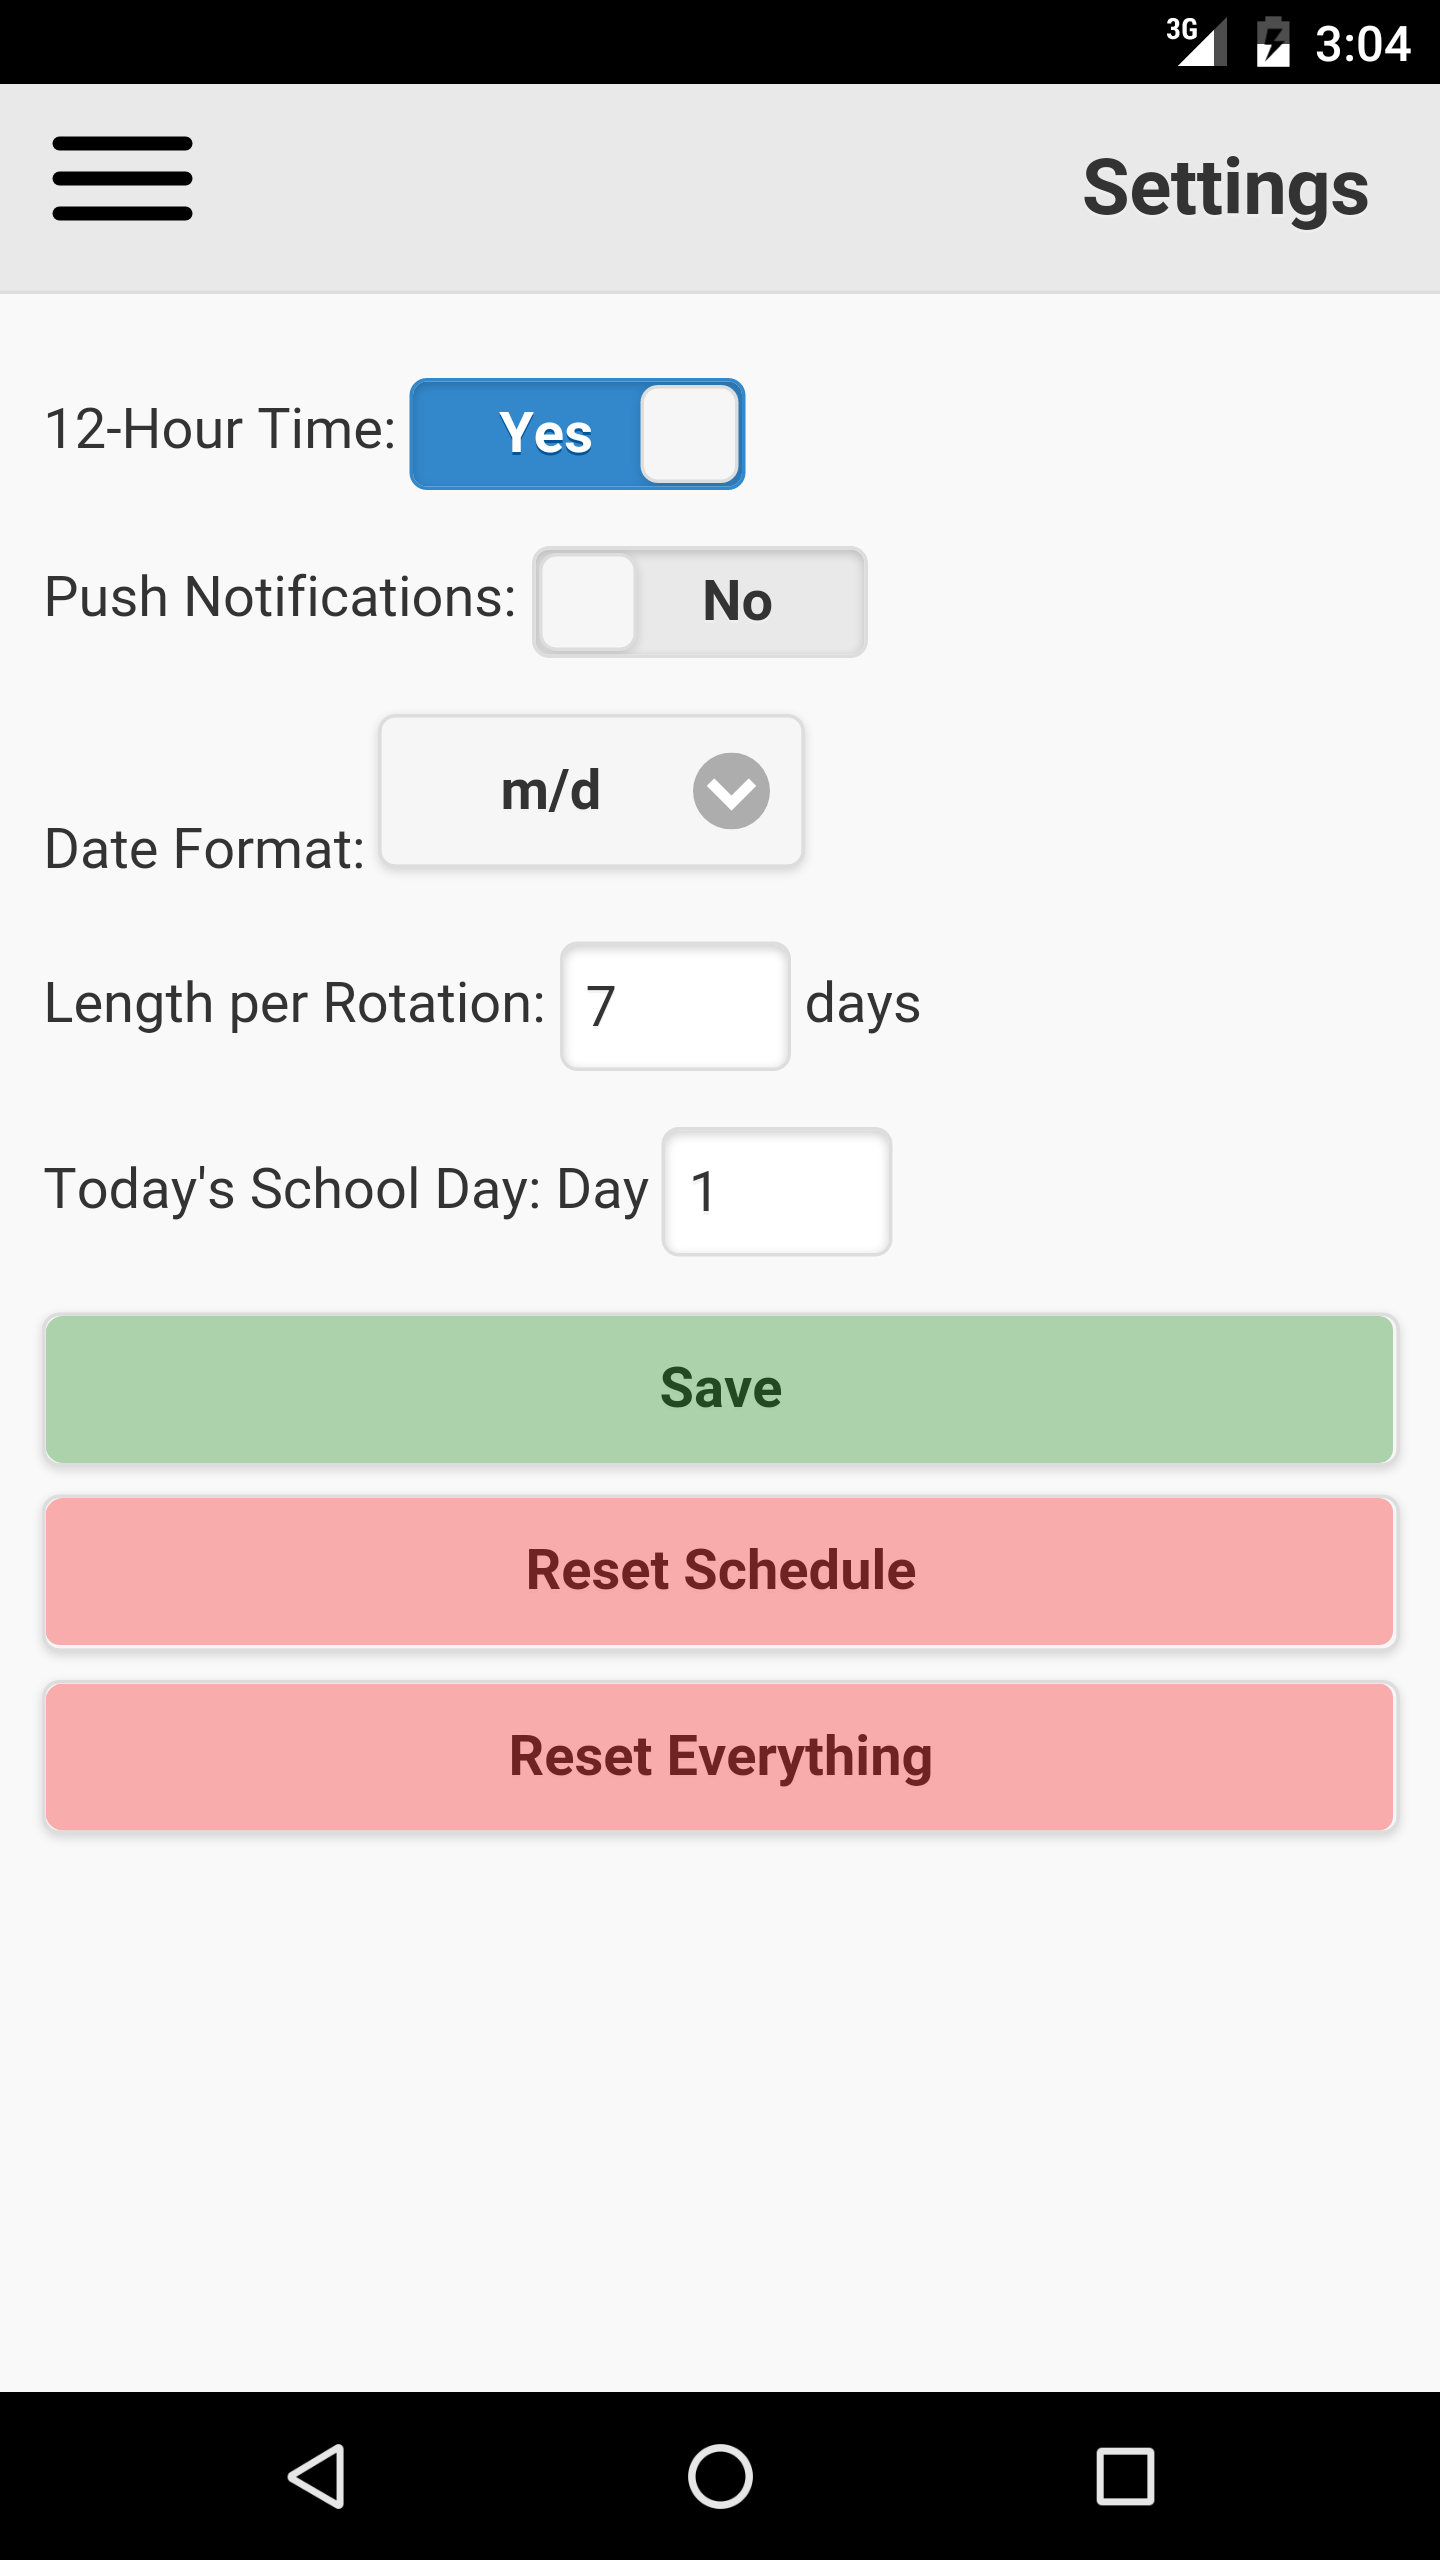 3G 3:04
Settings
12-Hour Time: Yes
Push Notifications: No
m/d
Date Format:
Length per Rotation: 7 days
Today's School Day: Day 1
Save
Reset Schedule
Reset Everything